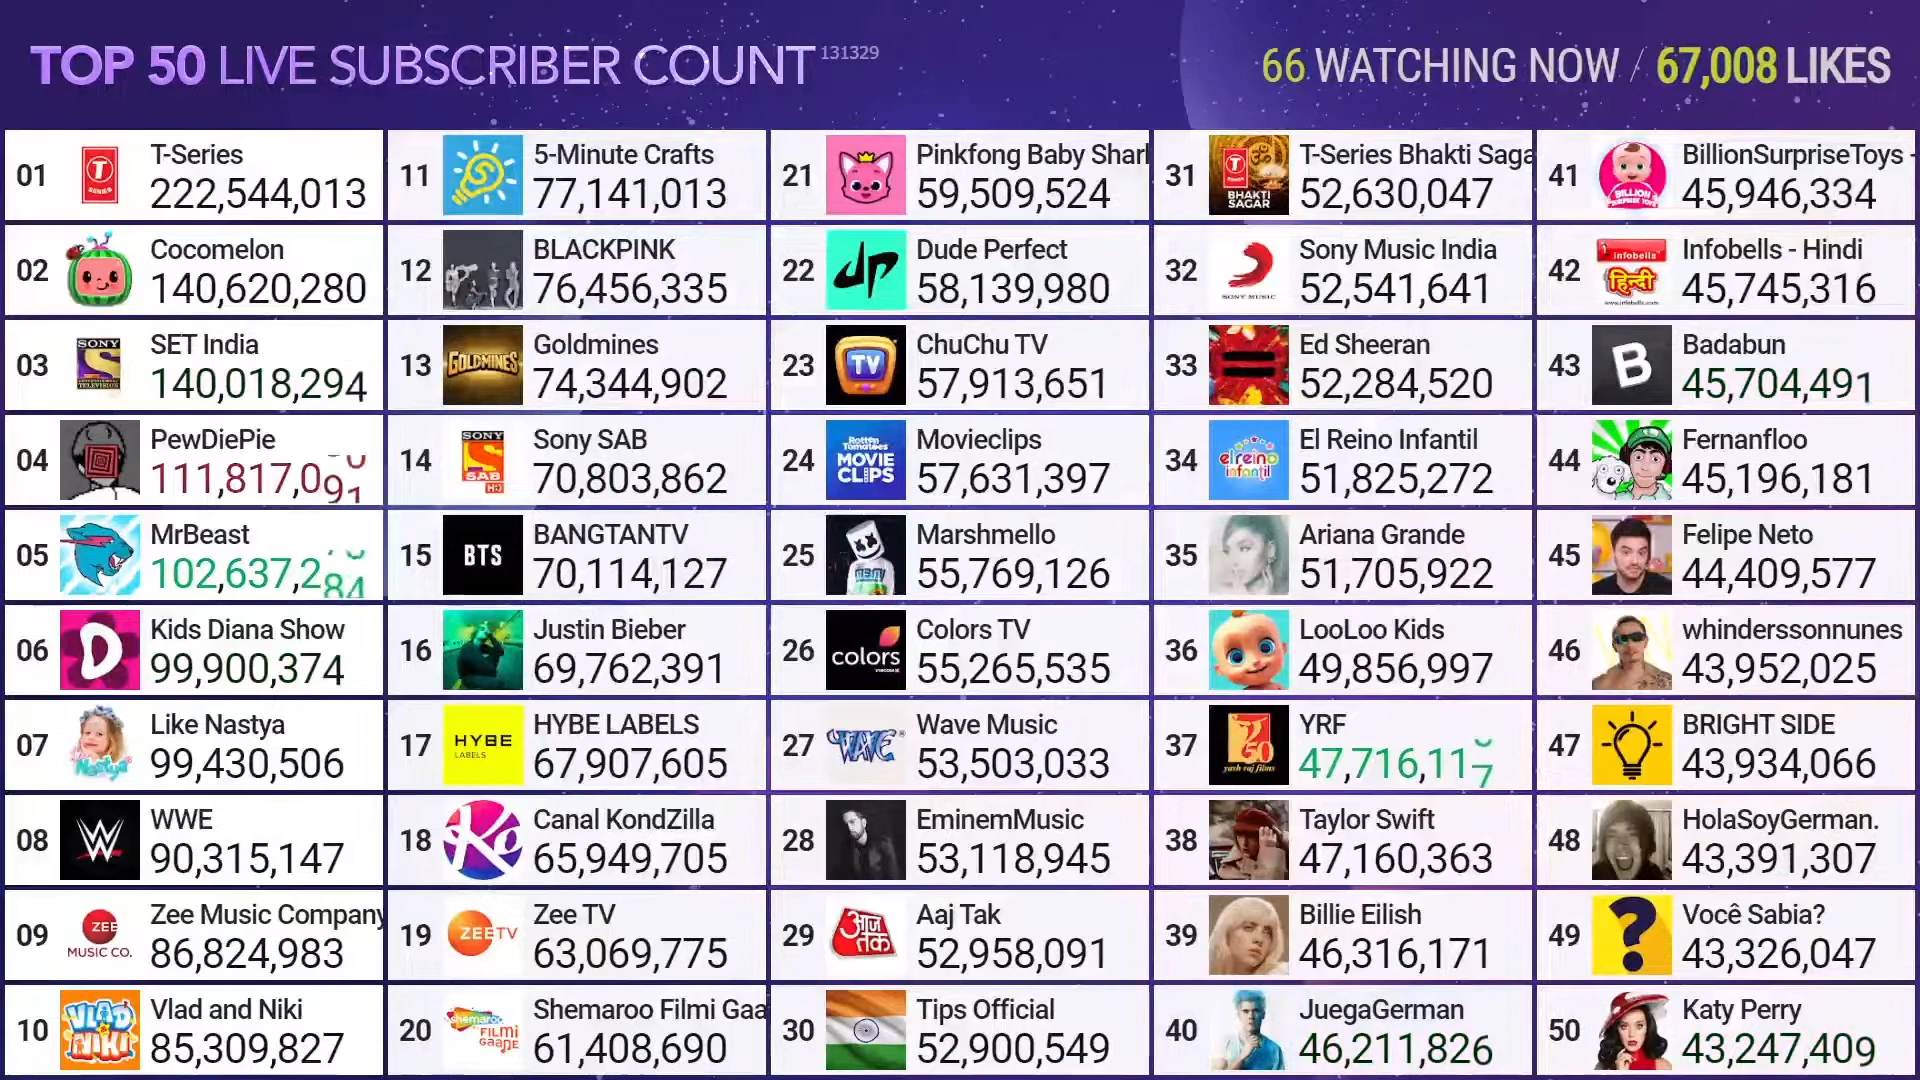 TOP 50 LIVE SUBSCRIBER COUNT 131329
66 WATCHING NOW / 67,008 LIKES
01 T-Series
222,544,013
02 Cocomelon
140,620,280
03 SET India
140,018,294
04 PewDiePie
111,817,0
05 MrBeast
102,637,2
06 Kids Diana Show
99,900,374
07 Like Nastya
99,430,506
08 WWE
90,315,147
09 Zee Music Company
86,824,983
10 Vlad and Niki
85,309,827
11 5-Minute Crafts
77,141,013
12 BLACKPINK
76,456,335
13 Goldmines
74,344,902
14 Sony SAB
70,803,862
15 BANGTANTV
70,114,127
16 Justin Bieber
69,762,391
17 HYBE LABELS
67,907,605
18 Canal KondZilla
65,949,705
19 Zee TV
63,069,775
20 Shemaroo Filmi Gaa
61,408,690
21 Pinkfong Baby Shark
59,509,524
22 Dude Perfect
58,139,980
23 ChuChu TV
57,913,651
24 Movieclips
57,631,397
25 Marshmello
55,769,126
26 Colors TV
55,265,535
27 Wave Music
53,503,033
28 EminemMusic
53,118,945
29 Aaj Tak
52,958,091
30 Tips Official
52,900,549
31 T-Series Bhakti Saga
52,630,047
32 Sony Music India
52,541,641
33 Ed Sheeran
52,284,520
34 El Reino Infantil
51,825,272
35 Ariana Grande
51,705,922
36 LooLoo Kids
49,856,997
37 YRF
47,716,11
38 Taylor Swift
47,160,363
39 Billie Eilish
46,316,171
40 JuegaGerman
46,211,826
41 BillionSurpriseToys -
45,946,334
42 Infobells - Hindi
45,745,316
43 Badabun
45,704,491
44 Fernanfloo
45,196,181
45 Felipe Neto
44,409,577
46 whinderssonnunes
43,952,025
47 BRIGHT SIDE
43,934,066
48 HolaSoyGerman.
43,391,307
49 Você Sabia?
43,326,047
50 Katy Perry
43,247,409